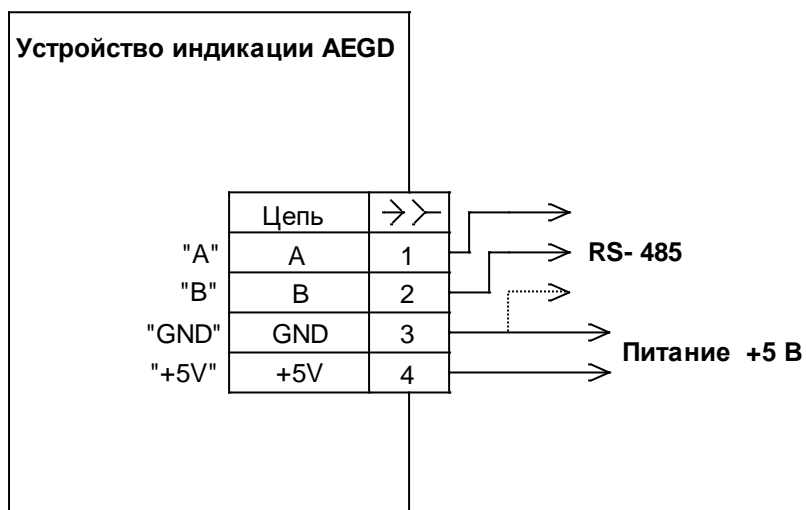 Устройство индикации AEGD
Цепь
"A" A 1
RS- 485
"B" B 2
"GND" GND 3
Питание +5 В
"+5V" +5V 4